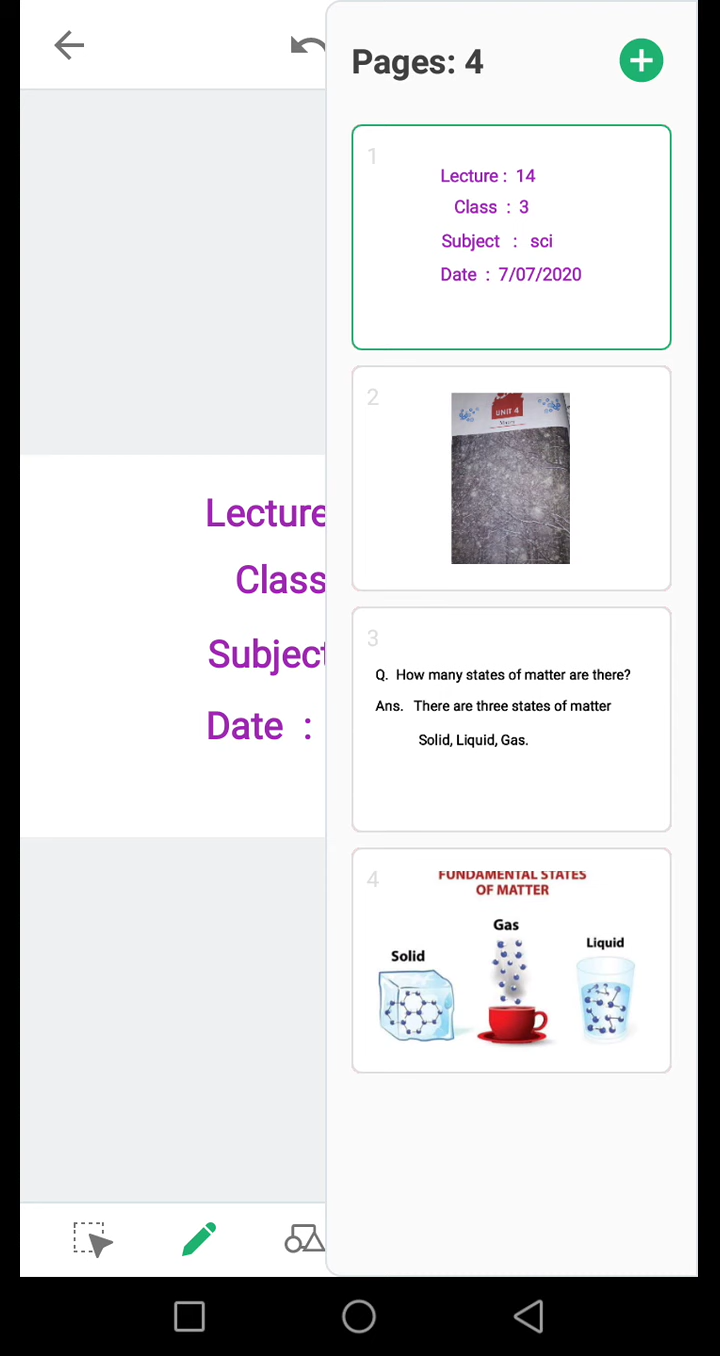 Pages: 4
1
Lecture : 14
Class : 3
Subject : sci
Date : 7/07/2020
2
UNIT 4
Lecture
Class
Subject
Date :
3
Q. How many states of matter are there?
Ans. There are three states of matter
Solid, Liquid, Gas.
4
FUNDAMENTAL STATES
OF MATTER
Gas
Solid
Liquid